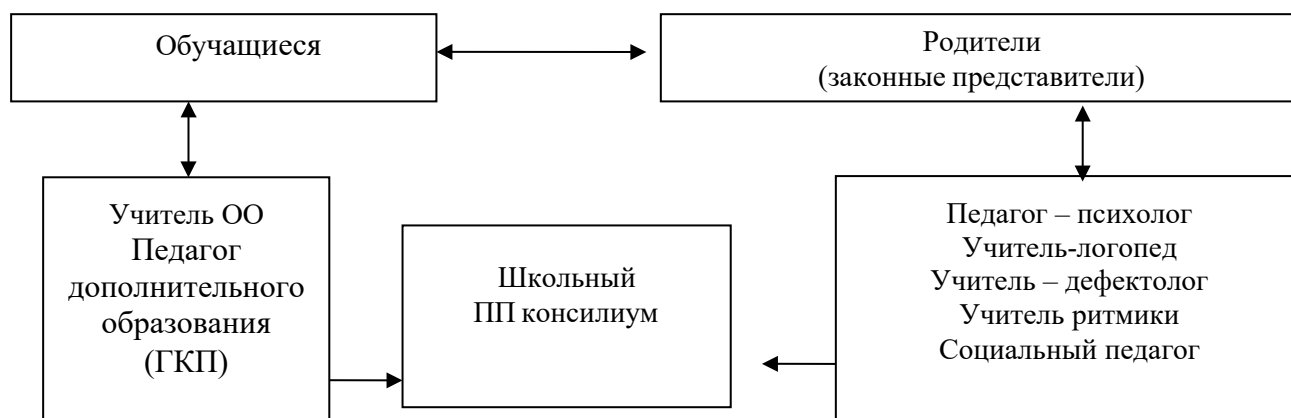 Обучащиеся
Родители
(законные представители)
Учитель ОО
Педагог
дополнительного
образования
(ГКП)
Школьный
ПП консилиум
Педагог – психолог
Учитель-логопед
Учитель – дефектолог
Учитель ритмики
Социальный педагог